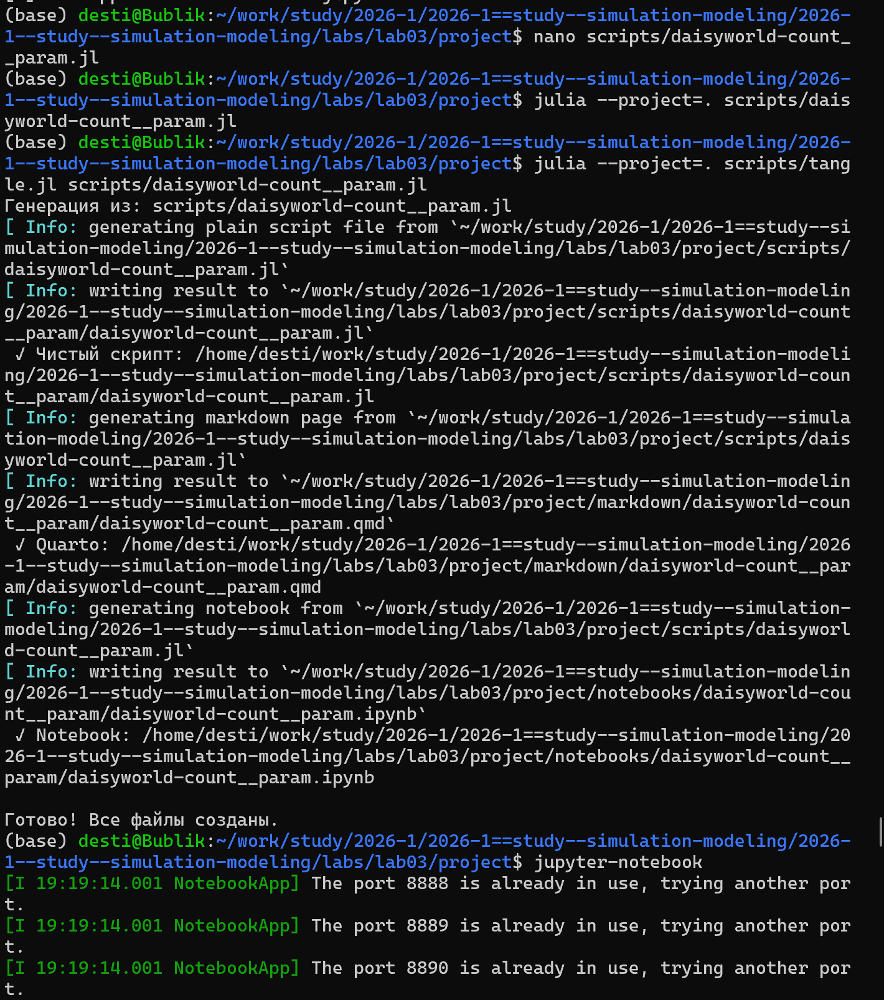 (base) desti@Bublik:~/work/study/2026-1/2026-1==study--simulation-modeling/2026-
1--study--simulation-modeling/labs/lab03/project$ nano scripts/daisyworld-count_
_param.jl
(base) desti@Bublik:~/work/study/2026-1/2026-1==study--simulation-modeling/2026-
1--study--simulation-modeling/labs/lab03/project$ julia --project=. scripts/dais
yworld-count__param.jl
(base) desti@Bublik:~/work/study/2026-1/2026-1==study--simulation-modeling/2026-
1--study--simulation-modeling/labs/lab03/project$ julia --project=. scripts/tang
le.jl scripts/daisyworld-count__param.jl
Генерация из: scripts/daisyworld-count__param.jl
[ Info: generating plain script file from `~/work/study/2026-1/2026-1==study--si
mulation-modeling/2026-1--study--simulation-modeling/labs/lab03/project/scripts/
daisyworld-count__param.jl`
[ Info: writing result to `~/work/study/2026-1/2026-1==study--simulation-modelin
g/2026-1--study--simulation-modeling/labs/lab03/project/scripts/daisyworld-count
__param/daisyworld-count__param.jl`
 ✓ Чистый скрипт: /home/desti/work/study/2026-1/2026-1==study--simulation-modeli
ng/2026-1--study--simulation-modeling/labs/lab03/project/scripts/daisyworld-coun
t__param/daisyworld-count__param.jl
[ Info: generating markdown page from `~/work/study/2026-1/2026-1==study--simula
tion-modeling/2026-1--study--simulation-modeling/labs/lab03/project/scripts/dais
yworld-count__param.jl`
[ Info: writing result to `~/work/study/2026-1/2026-1==study--simulation-modelin
g/2026-1--study--simulation-modeling/labs/lab03/project/markdown/daisyworld-coun
t__param/daisyworld-count__param.qmd`
 ✓ Quarto: /home/desti/work/study/2026-1/2026-1==study--simulation-modeling/2026
-1--study--simulation-modeling/labs/lab03/project/markdown/daisyworld-count__par
am/daisyworld-count__param.qmd
[ Info: generating notebook from `~/work/study/2026-1/2026-1==study--simulation-
modeling/2026-1--study--simulation-modeling/labs/lab03/project/scripts/daisyworl
d-count__param.jl`
[ Info: writing result to `~/work/study/2026-1/2026-1==study--simulation-modelin
g/2026-1--study--simulation-modeling/labs/lab03/project/notebooks/daisyworld-cou
nt__param/daisyworld-count__param.ipynb`
 ✓ Notebook: /home/desti/work/study/2026-1/2026-1==study--simulation-modeling/20
26-1--study--simulation-modeling/labs/lab03/project/notebooks/daisyworld-count__
param/daisyworld-count__param.ipynb

Готово! Все файлы созданы.
(base) desti@Bublik:~/work/study/2026-1/2026-1==study--simulation-modeling/2026-
1--study--simulation-modeling/labs/lab03/project$ jupyter-notebook
[I 19:19:14.001 NotebookApp] The port 8888 is already in use, trying another por
t.
[I 19:19:14.001 NotebookApp] The port 8889 is already in use, trying another por
t.
[I 19:19:14.001 NotebookApp] The port 8890 is already in use, trying another por
t.